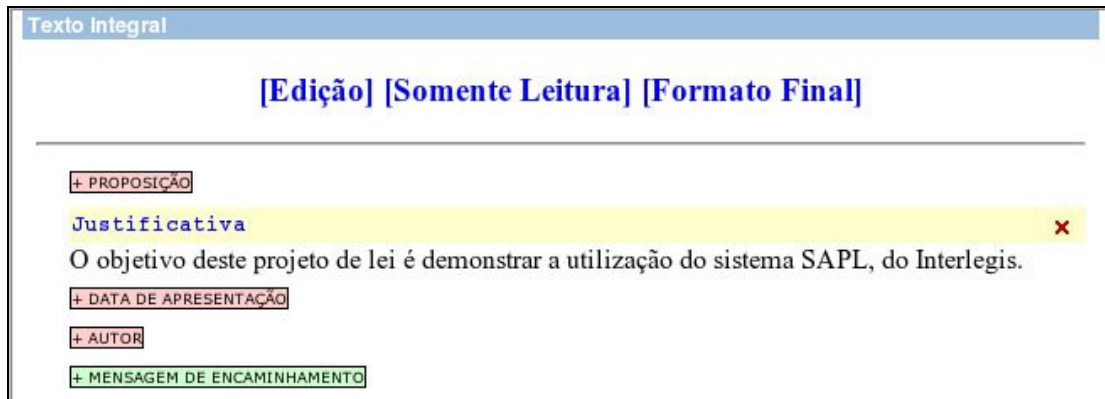 Texto Integral
[Edição] [Somente Leitura] [Formato Final]
+ PROPOSIÇÃO
Justificativa
O objetivo deste projeto de lei é demonstrar a utilização do sistema SAPL, do Interlegis.
+ DATA DE APRESENTAÇÃO
+ AUTOR
+ MENSAGEM DE ENCAMINHAMENTO